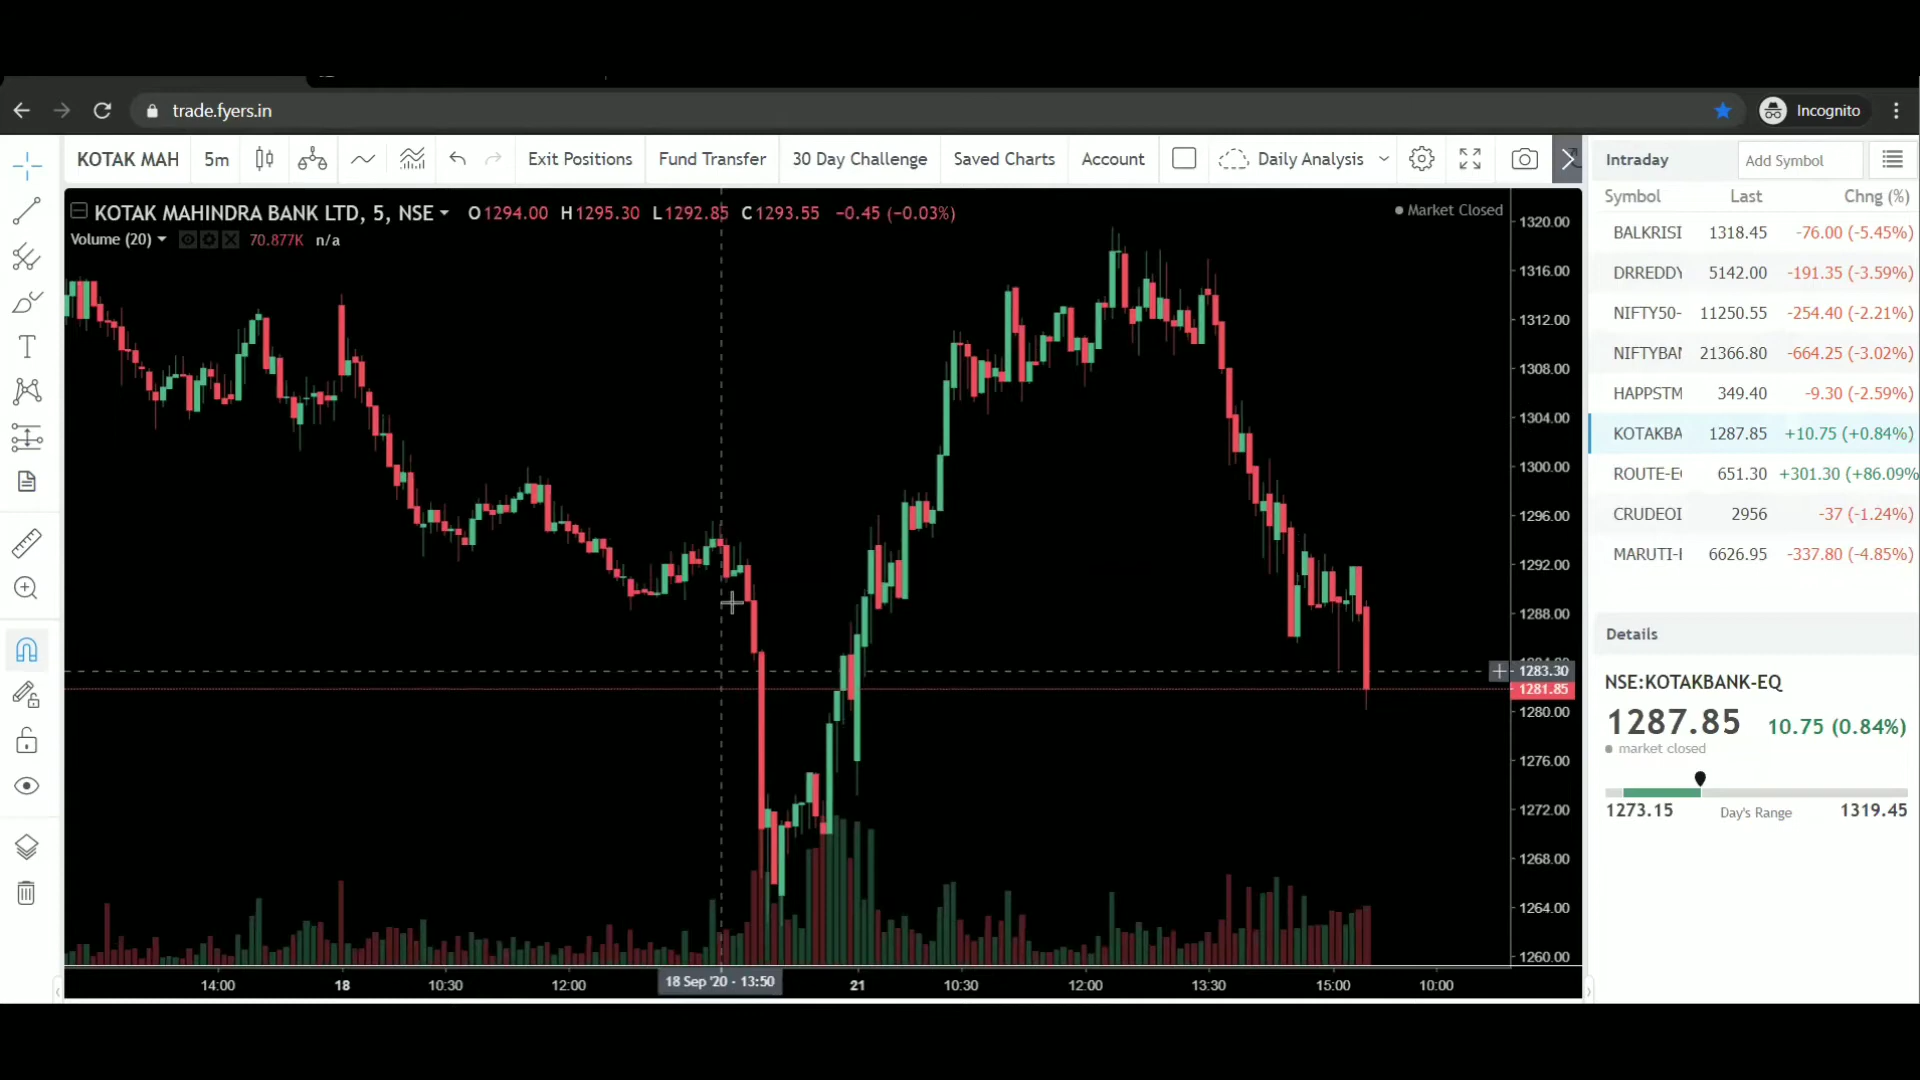 trade.fyers.in
Incognito
KOTAK MAH 5m Exit Positions Fund Transfer 30 Day Challenge Saved Charts Account Daily Analysis
KOTAK MAHINDRA BANK LTD, 5, NSE O1294.00 H1295.30 L1292.85 C1293.55 -0.45 (-0.03%)
Market Closed
Volume (20) 70.877K n/a
1320.00
1316.00
1312.00
1308.00
1304.00
1300.00
1296.00
1292.00
1288.00
1283.30
1281.85
1280.00
1276.00
1272.00
1268.00
1264.00
1260.00
14:00 18 10:30 12:00 18 Sep '20 - 13:50 21 10:30 12:00 13:30 15:00 10:00
Intraday Add Symbol
Symbol Last Chng (%)
BALKRISI 1318.45 -76.00 (-5.45%)
DRREDDY 5142.00 -191.35 (-3.59%)
NIFTY50- 11250.55 -254.40 (-2.21%)
NIFTYBAN 21366.80 -664.25 (-3.02%)
HAPPSTM 349.40 -9.30 (-2.59%)
KOTAKBA 1287.85 +10.75 (+0.84%)
ROUTE-E 651.30 +301.30 (+86.09%
CRUDEOI 2956 -37 (-1.24%)
MARUTI-E 6626.95 -337.80 (-4.85%)
Details
NSE:KOTAKBANK-EQ
1287.85 10.75 (0.84%)
market closed
1273.15 Day's Range 1319.45